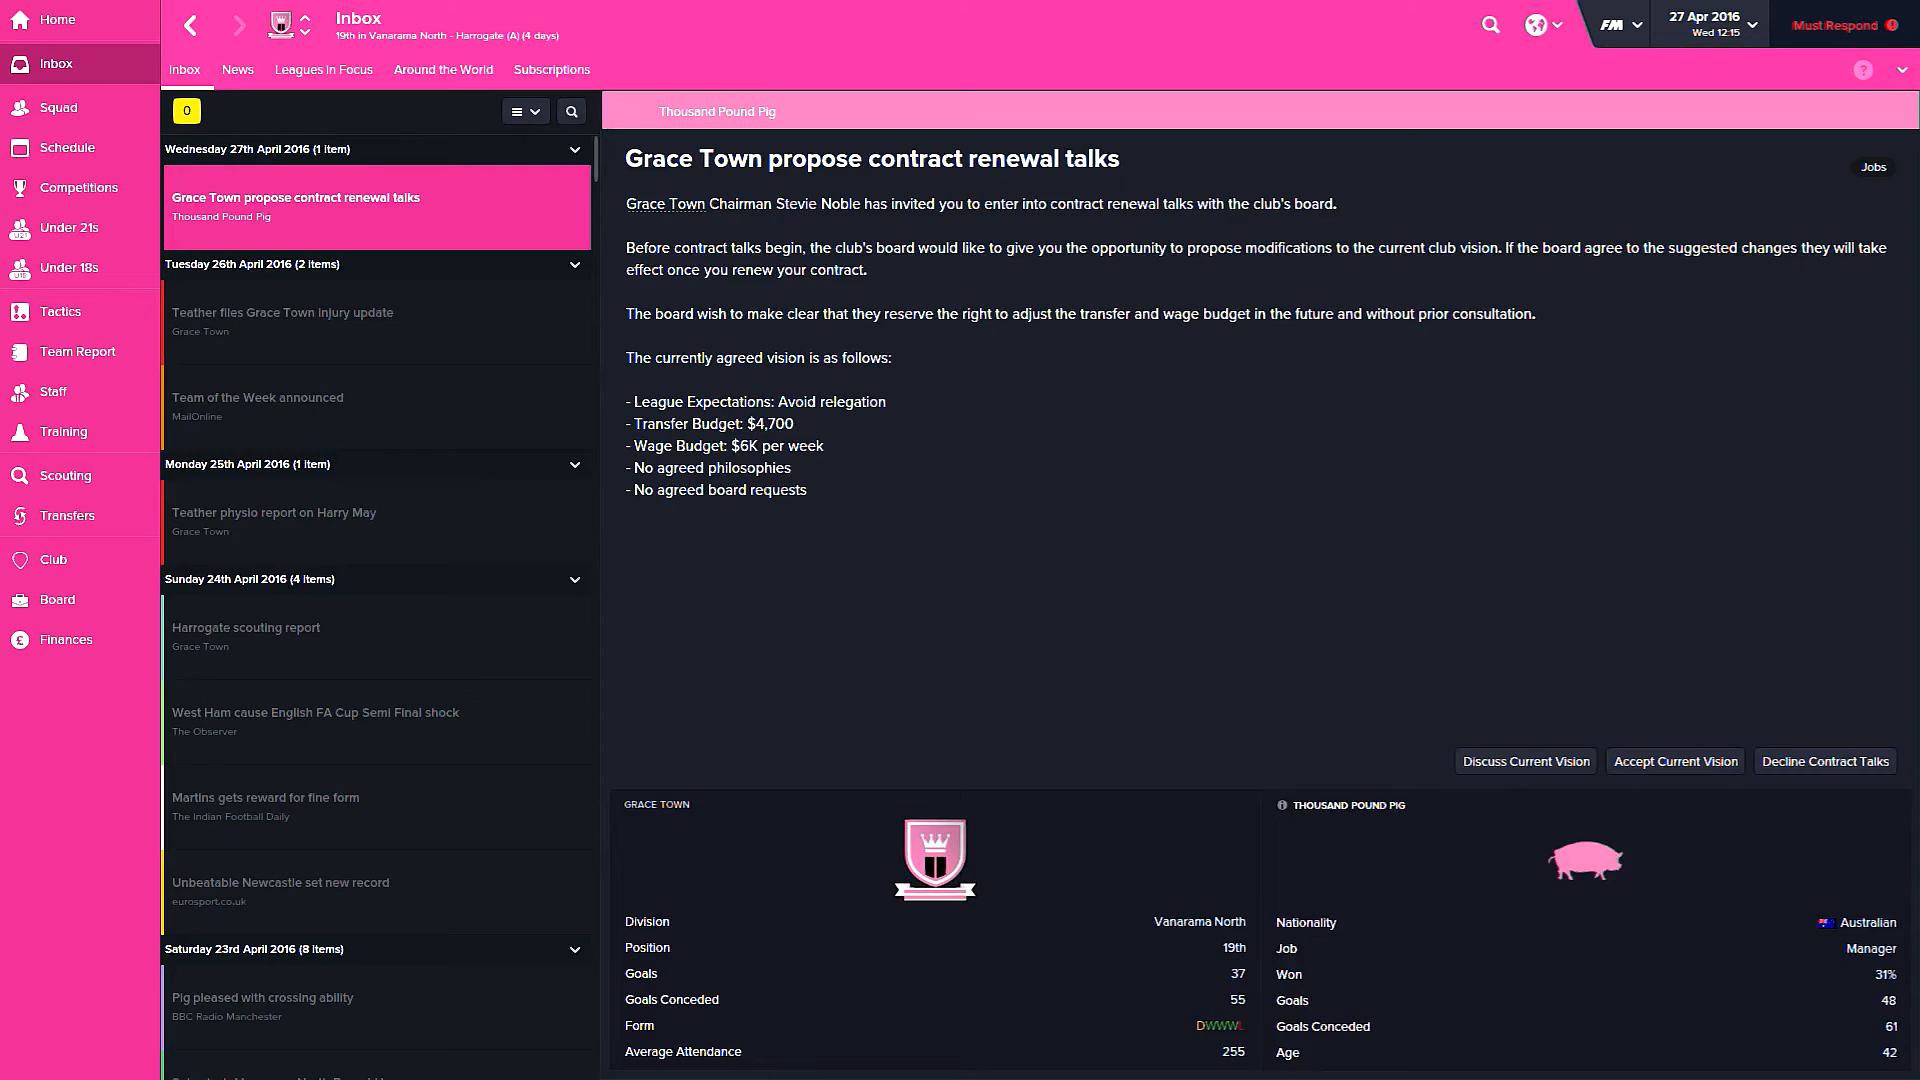 Home
Inbox
Squad
Schedule
Competitions
Under 21s
Under 18s
Tactics
Team Report
Staff
Training
Scouting
Transfers
Club
Board
Finances
Inbox
19th in Vanarama North - Harrogate (A) (4 days)
FM
27 Apr 2016
Wed 12:15
Must Respond
Inbox
News
Leagues in Focus
Around the World
Subscriptions
0
Wednesday 27th April 2016 (1 item)
Grace Town propose contract renewal talks
Thousand Pound Pig
Tuesday 26th April 2016 (2 items)
Teather files Grace Town injury update
Grace Town
Team of the Week announced
MailOnline
Monday 25th April 2016 (1 item)
Teather physio report on Harry May
Grace Town
Sunday 24th April 2016 (4 items)
Harrogate scouting report
Grace Town
West Ham cause English FA Cup Semi Final shock
The Observer
Martins gets reward for fine form
The Indian Football Daily
Unbeatable Newcastle set new record
eurosport.co.uk
Saturday 23rd April 2016 (8 items)
Pig pleased with crossing ability
BBC Radio Manchester
Thousand Pound Pig
Grace Town propose contract renewal talks
Jobs
Grace Town Chairman Stevie Noble has invited you to enter into contract renewal talks with the club's board.
Before contract talks begin, the club's board would like to give you the opportunity to propose modifications to the current club vision. If the board agree to the suggested changes they will take
effect once you renew your contract.
The board wish to make clear that they reserve the right to adjust the transfer and wage budget in the future and without prior consultation.
The currently agreed vision is as follows:
- League Expectations: Avoid relegation
- Transfer Budget: $4,700
- Wage Budget: $6K per week
- No agreed philosophies
- No agreed board requests
Discuss Current Vision
Accept Current Vision
Decline Contract Talks
GRACE TOWN
Division Vanarama North
Position 19th
Goals 37
Goals Conceded 55
Form DWWWL
Average Attendance 255
THOUSAND POUND PIG
Nationality Australian
Job Manager
Won 31%
Goals 48
Goals Conceded 61
Age 42